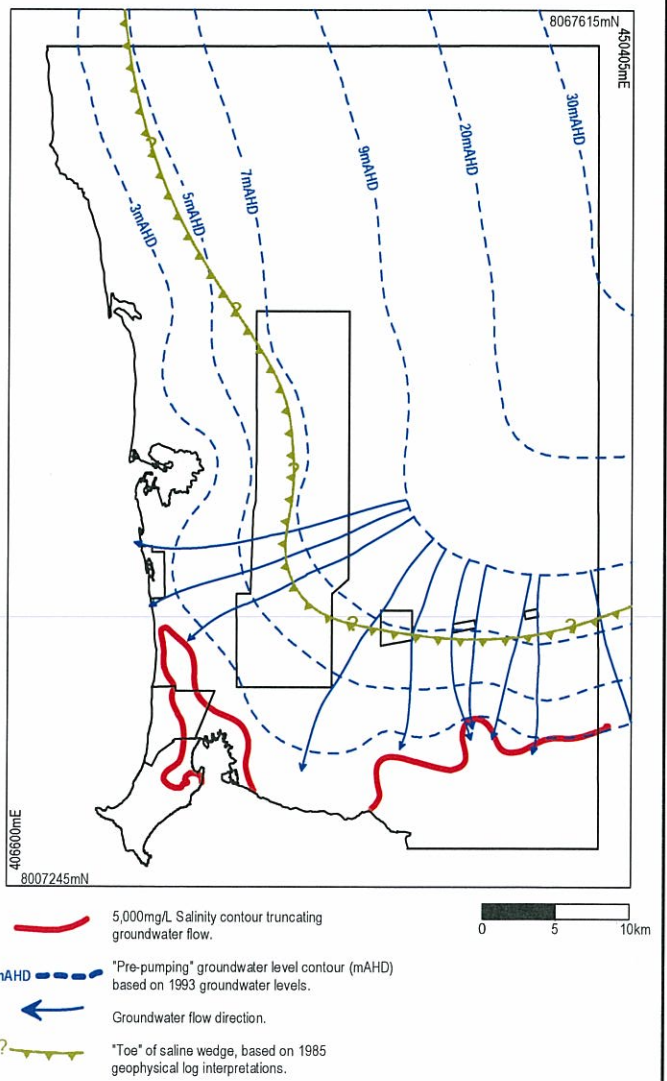 8067615mN
450405mE
30mAHD
20mAHD
9mAHD
7mAHD
5mAHD
3mAHD
?
?
?
?
?
406600mE
8007245mN
0 5 10km
5,000mg/L Salinity contour truncating
groundwater flow.
mAHD
"Pre-pumping" groundwater level contour (mAHD)
based on 1993 groundwater levels.
Groundwater flow direction.
?
"Toe" of saline wedge, based on 1985
geophysical log interpretations.